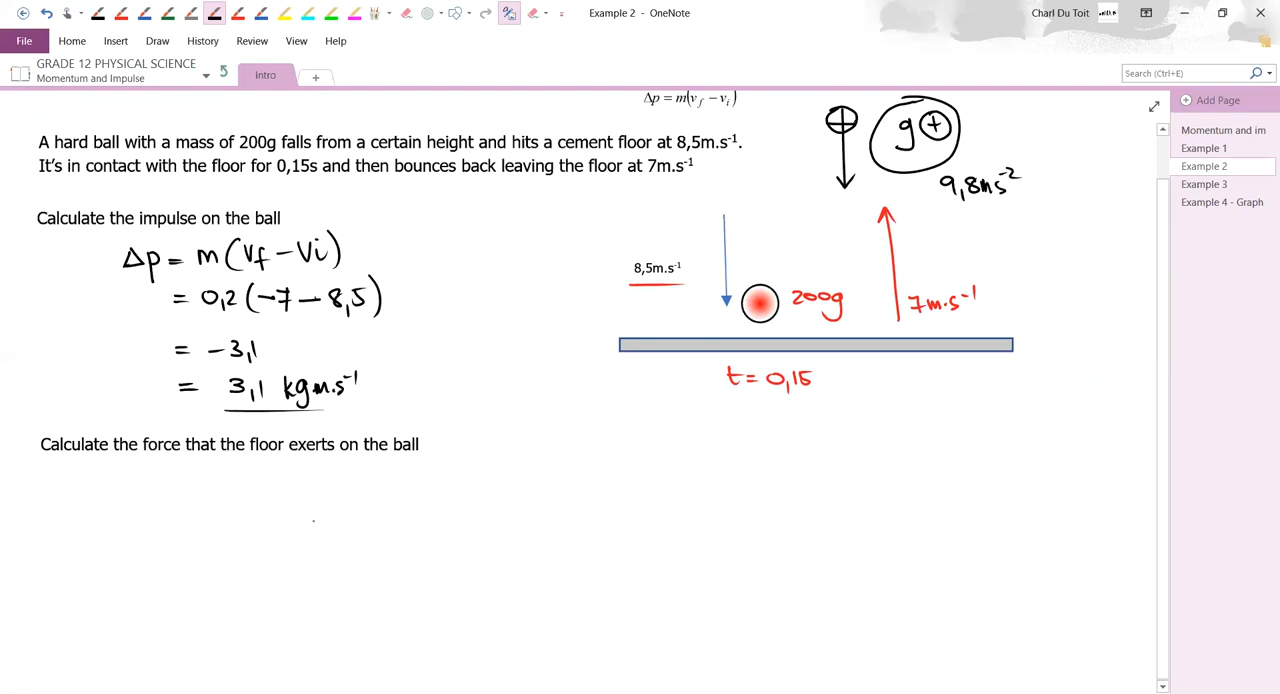 Example 2 - OneNote
Charl Du Toit
File Home Insert Draw History Review View Help
GRADE 12 PHYSICAL SCIENCE
Momentum and Impulse
Intro
+
Search (Ctrl+E)
Add Page
Momentum and im
Example 1
Example 2
Example 3
Example 4 - Graph
Δp = m(v_f − v_i)
A hard ball with a mass of 200g falls from a certain height and hits a cement floor at 8,5m.s⁻¹.
It's in contact with the floor for 0,15s and then bounces back leaving the floor at 7m.s⁻¹
g +
9,8ms⁻²
Calculate the impulse on the ball
Δp = m(Vf − Vi)
= 0,2(−7 − 8,5)
= −3,1
= 3,1 kgm.s⁻¹
8,5m.s⁻¹
200g
7m.s⁻¹
t = 0,15
Calculate the force that the floor exerts on the ball